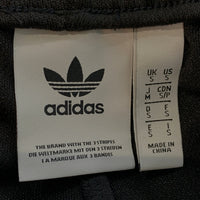 adidas
THE BRAND WITH THE 3 STRIPES
DIE WELTMARKE MIT DEN 3 STREIFEN
LA MARQUE AUX 3 BANDES
UK S US S
J M CDN S/P
D S F S
E S I S
MADE IN
CHINA